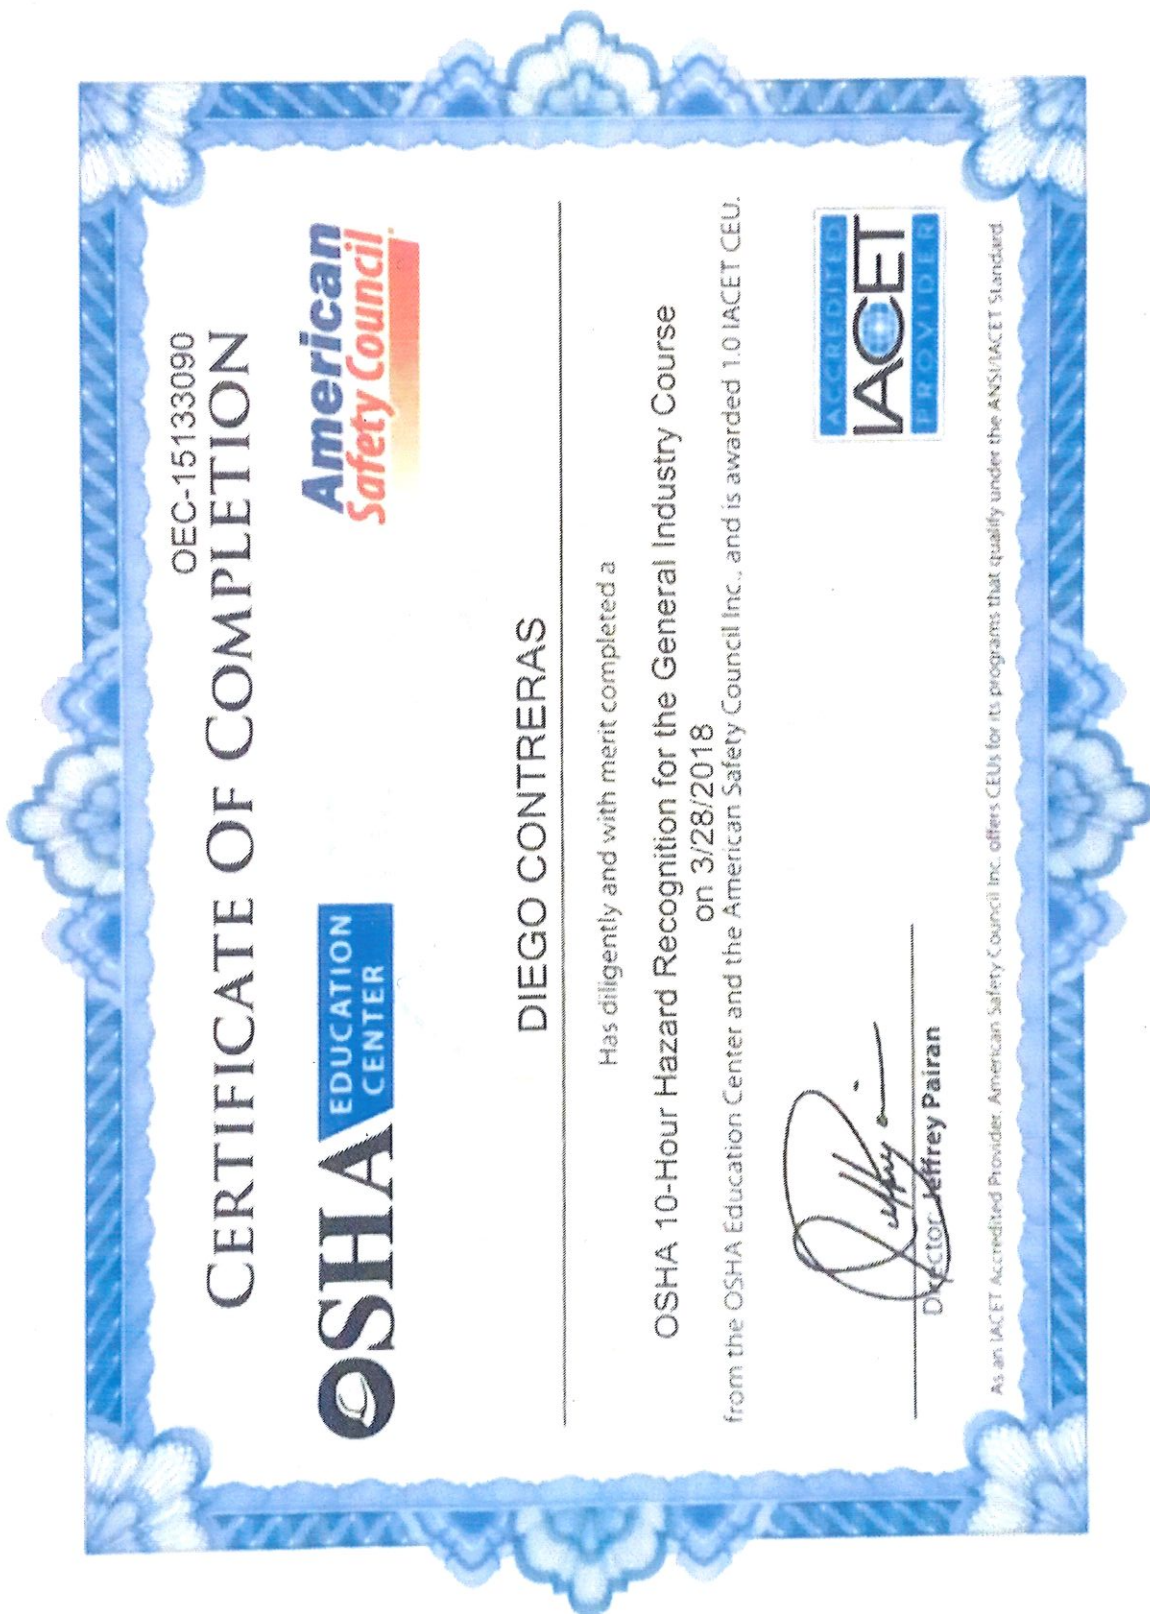 OEC-15133090
CERTIFICATE OF COMPLETION
OSHA EDUCATION CENTER
American
Safety Council
DIEGO CONTRERAS
Has diligently and with merit completed a
OSHA 10-Hour Hazard Recognition for the General Industry Course
on 3/28/2018
from the OSHA Education Center and the American Safety Council Inc., and is awarded 1.0 IACET CEU.
Director Jeffrey Pairan
ACCREDITED
IACET
PROVIDER
As an IACET Accredited Provider, American Safety Council Inc. offers CEUs for its programs that qualify under the ANSI/IACET Standard.